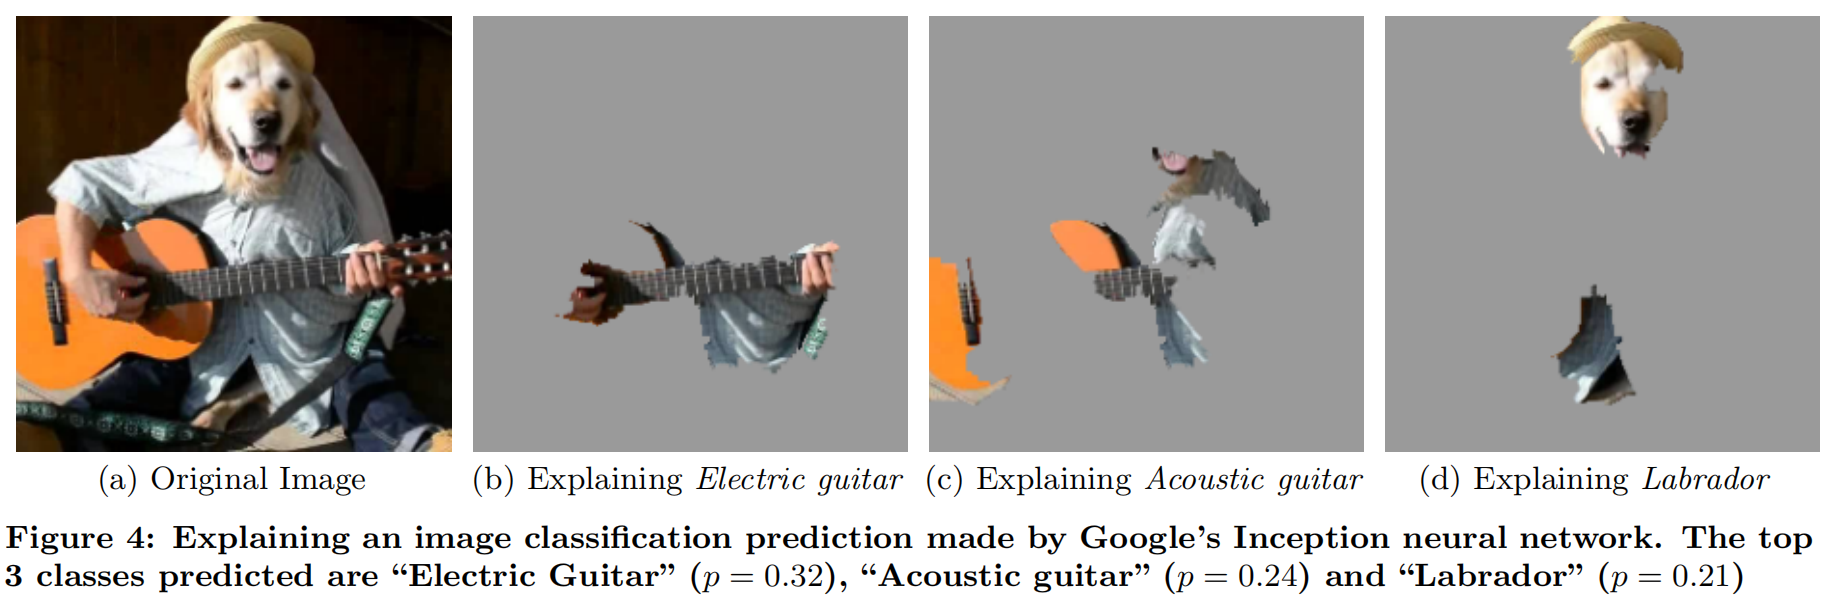 (a) Original Image
(b) Explaining Electric guitar
(c) Explaining Acoustic guitar
(d) Explaining Labrador
Figure 4: Explaining an image classification prediction made by Google's Inception neural network. The top
3 classes predicted are “Electric Guitar” (p = 0.32), “Acoustic guitar” (p = 0.24) and “Labrador” (p = 0.21)